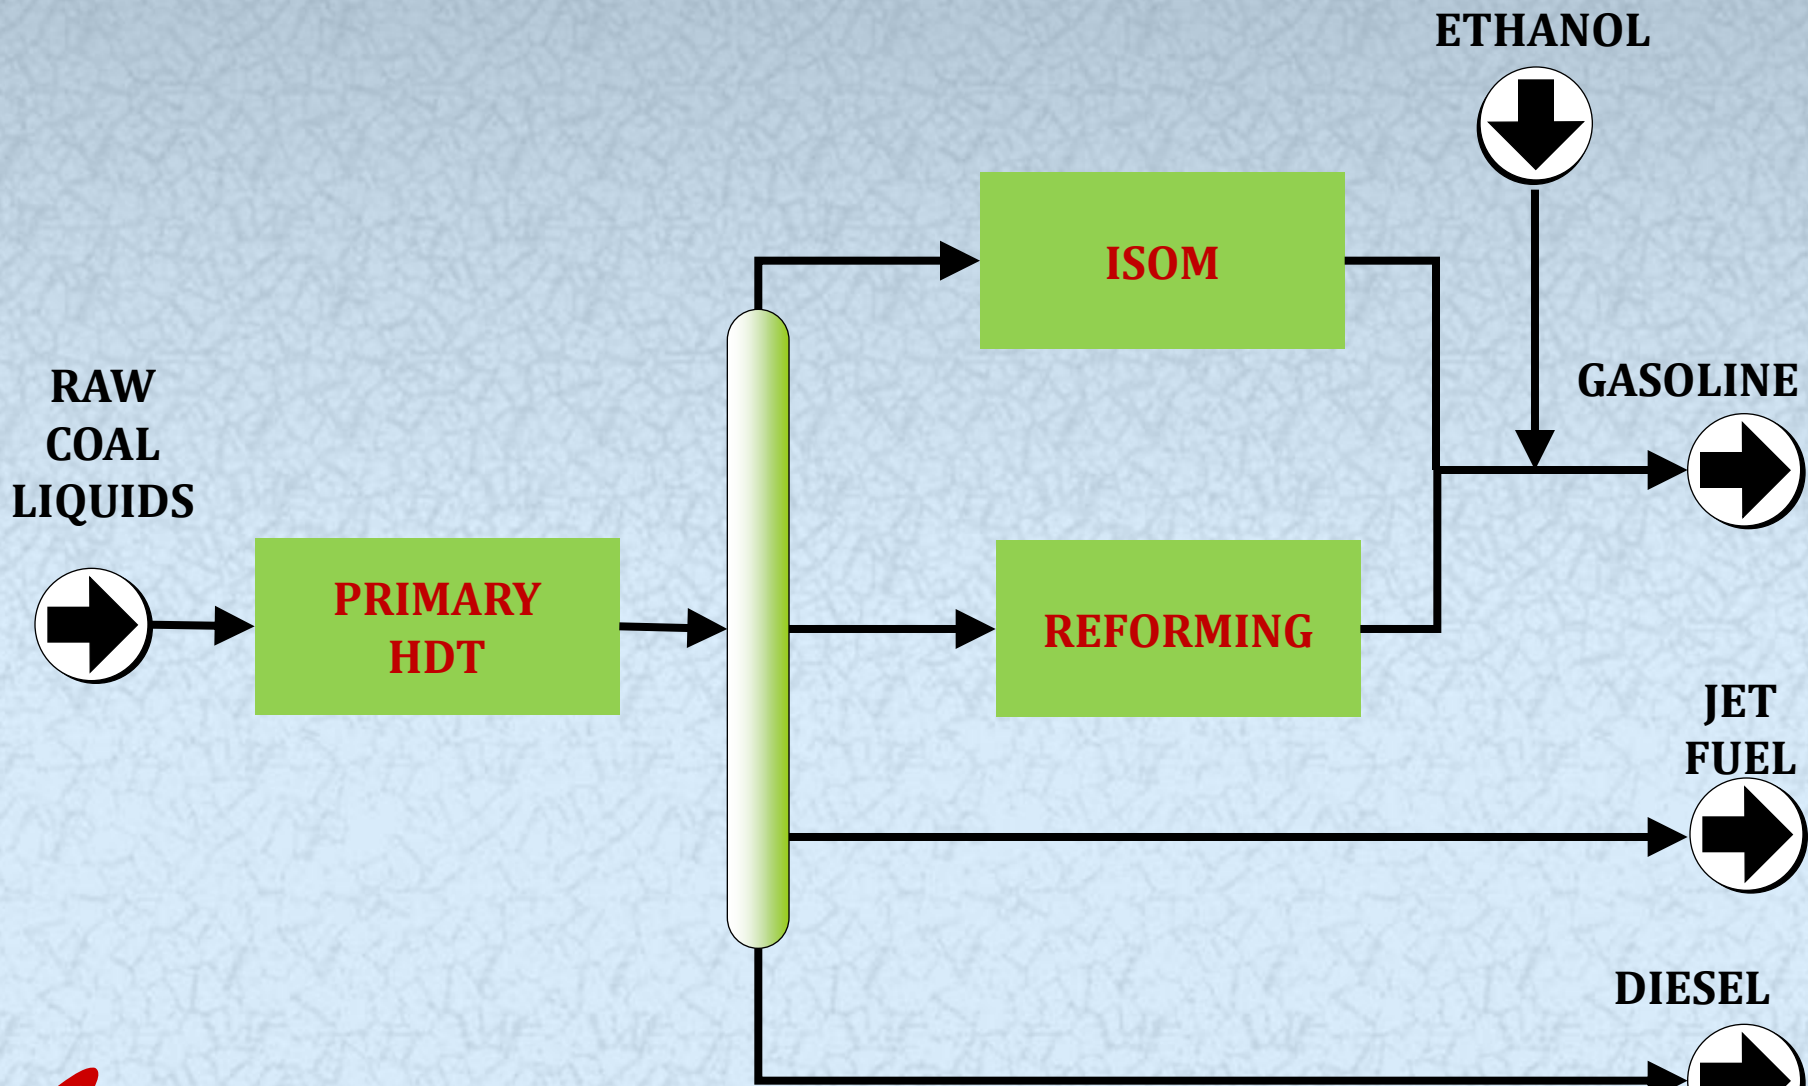 ETHANOL
ISOM
RAW
COAL
LIQUIDS
GASOLINE
PRIMARY
HDT
REFORMING
JET
FUEL
DIESEL